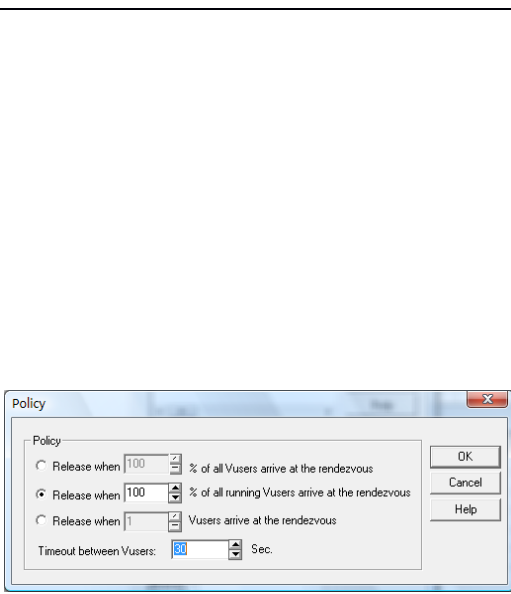 Policy
Policy
Release when 100 % of all Vusers arrive at the rendezvous
Release when 100 % of all running Vusers arrive at the rendezvous
Release when 1 Vusers arrive at the rendezvous
Timeout between Vusers: 30 Sec.
OK
Cancel
Help